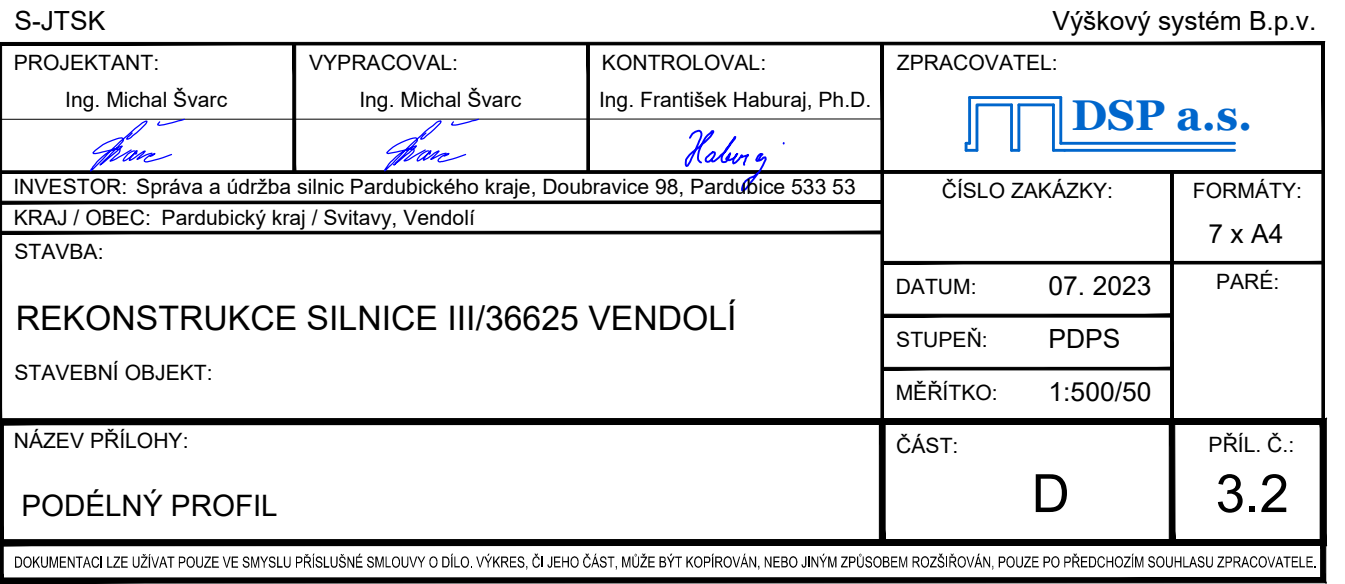 S-JTSK
Výškový systém B.p.v.
PROJEKTANT:
Ing. Michal Švarc
Švarc
VYPRACOVAL:
Ing. Michal Švarc
Švarc
KONTROLOVAL:
Ing. František Haburaj, Ph.D.
Haburaj
ZPRACOVATEL:
DSP a.s.
INVESTOR: Správa a údržba silnic Pardubického kraje, Doubravice 98, Pardubice 533 53
KRAJ / OBEC: Pardubický kraj / Svitavy, Vendolí
STAVBA:
REKONSTRUKCE SILNICE III/36625 VENDOLÍ
STAVEBNÍ OBJEKT:
ČÍSLO ZAKÁZKY:
FORMÁTY:
7 x A4
DATUM: 07. 2023
PARÉ:
STUPEŇ: PDPS
MĚŘÍTKO: 1:500/50
NÁZEV PŘÍLOHY:
PODÉLNÝ PROFIL
ČÁST:
D
PŘÍL. Č.:
3.2
DOKUMENTACI LZE UŽÍVAT POUZE VE SMYSLU PŘÍSLUŠNÉ SMLOUVY O DÍLO. VÝKRES, ČI JEHO ČÁST, MŮŽE BÝT KOPÍROVÁN, NEBO JINÝM ZPŮSOBEM ROZŠIŘOVÁN, POUZE PO PŘEDCHOZÍM SOUHLASU ZPRACOVATELE.